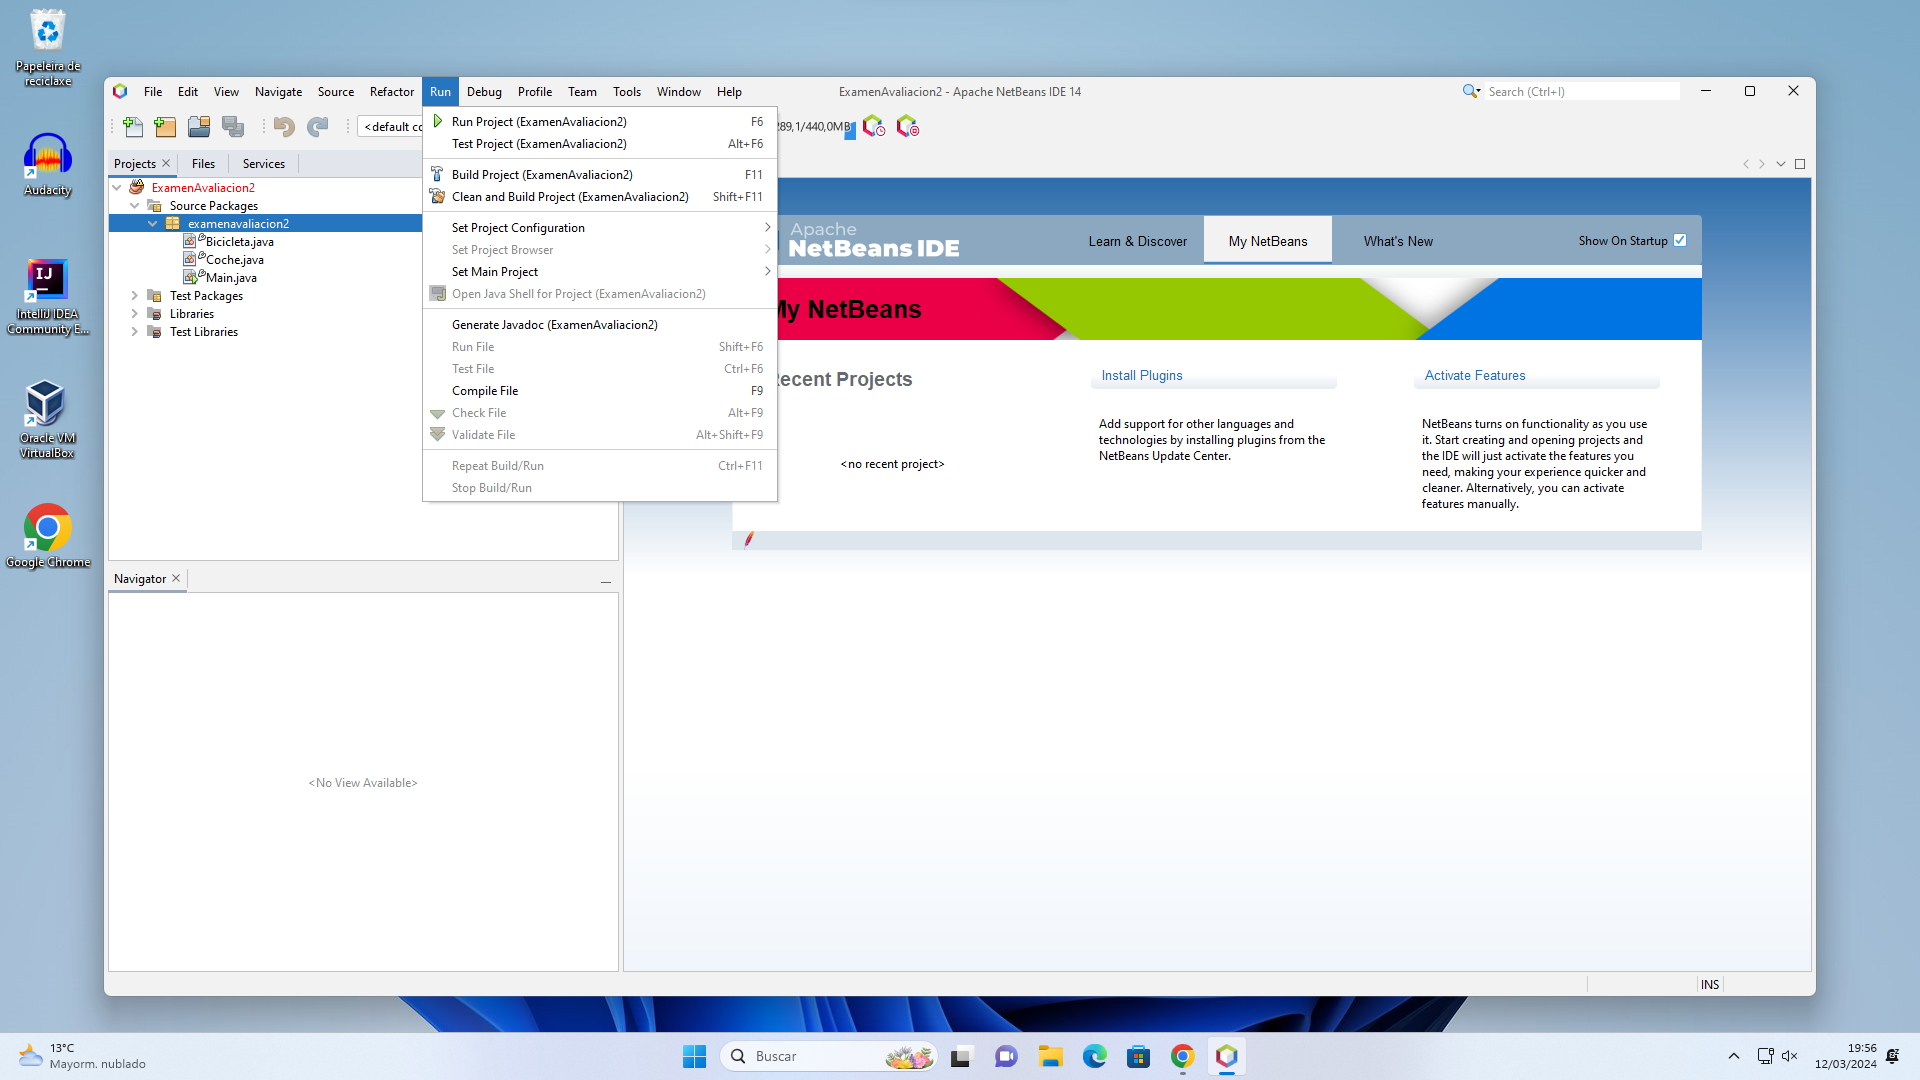 Papeleira de
reciclaxe
Audacity
IntelliJ IDEA
Community E...
Oracle VM
VirtualBox
Google Chrome
File Edit View Navigate Source Refactor Run Debug Profile Team Tools Window Help
ExamenAvaliacion2 - Apache NetBeans IDE 14
Search (Ctrl+I)
<default co
289,1/440,0MB
Projects Files Services
ExamenAvaliacion2
Source Packages
examenavaliacion2
Bicicleta.java
Coche.java
Main.java
Test Packages
Libraries
Test Libraries
Run Project (ExamenAvaliacion2) F6
Test Project (ExamenAvaliacion2) Alt+F6
Build Project (ExamenAvaliacion2) F11
Clean and Build Project (ExamenAvaliacion2) Shift+F11
Set Project Configuration
Set Project Browser
Set Main Project
Open Java Shell for Project (ExamenAvaliacion2)
Generate Javadoc (ExamenAvaliacion2)
Run File Shift+F6
Test File Ctrl+F6
Compile File F9
Check File Alt+F9
Validate File Alt+Shift+F9
Repeat Build/Run Ctrl+F11
Stop Build/Run
Apache
NetBeans IDE
Learn & Discover
My NetBeans
What's New
Show On Startup
My NetBeans
Recent Projects
<no recent project>
Install Plugins
Add support for other languages and
technologies by installing plugins from the
NetBeans Update Center.
Activate Features
NetBeans turns on functionality as you use
it. Start creating and opening projects and
the IDE will just activate the features you
need, making your experience quicker and
cleaner. Alternatively, you can activate
features manually.
Navigator
<No View Available>
INS
13°C
Mayorm. nublado
Buscar
19:56
12/03/2024